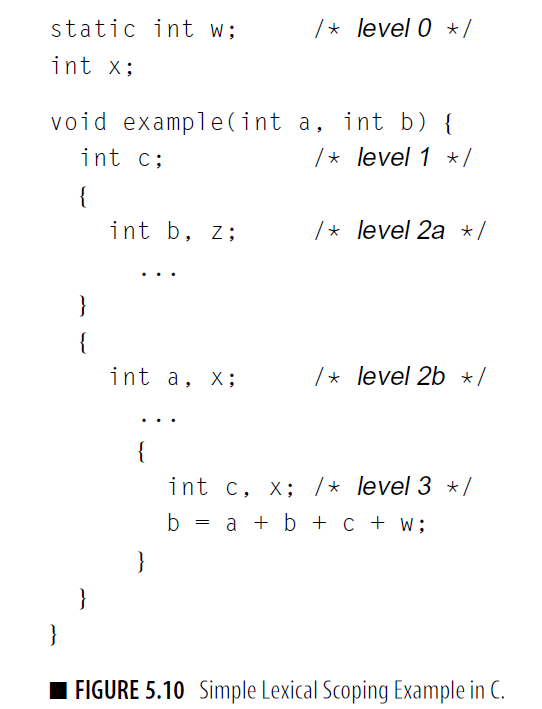 static int w;     /* level 0 */
int x;
void example(int a, int b) {
  int c;          /* level 1 */
  {
    int b, z;     /* level 2a */
      ...
  }
  {
    int a, x;     /* level 2b */
      ...
      {
        int c, x; /* level 3 */
        b = a + b + c + w;
      }
  }
}
■ FIGURE 5.10 Simple Lexical Scoping Example in C.